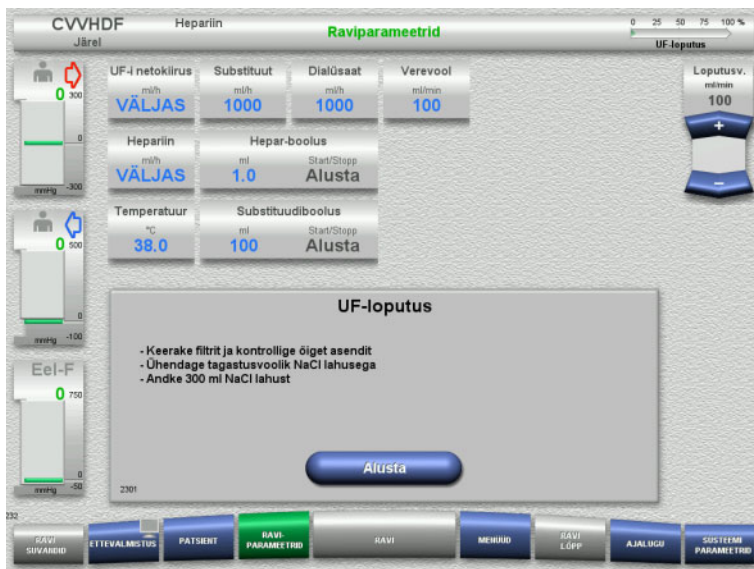 CVVHDF Hepariin
Järel
Raviparameetrid
0 25 50 75 100 %
UF-loputus
0 300
0
mmHg -300
UF-i netokiirus Substituut Dialüsaat Verevool
ml/h ml/h ml/h ml/min
VÄLJAS 1000 1000 100
Loputusv.
ml/min
100
+
−
Hepariin Hepar-boolus
ml/h ml Start/Stopp
VÄLJAS 1.0 Alusta
Temperatuur Substituudiboolus
°C ml Start/Stopp
38.0 100 Alusta
0 500
0
mmHg -100
Eel-F
0 750
0
mmHg -50
UF-loputus
- Keerake filtrit ja kontrollige õiget asendit
- Ühendage tagastusvoolik NaCl lahusega
- Andke 300 ml NaCl lahust
Alusta
2301
232
RAVI SUVANDID
ETTEVALMISTUS
PATSIENT
RAVI-PARAMEETRID
RAVI
MENÜÜD
RAVI LÕPP
AJALUGU
SÜSTEEMI PARAMEETRID